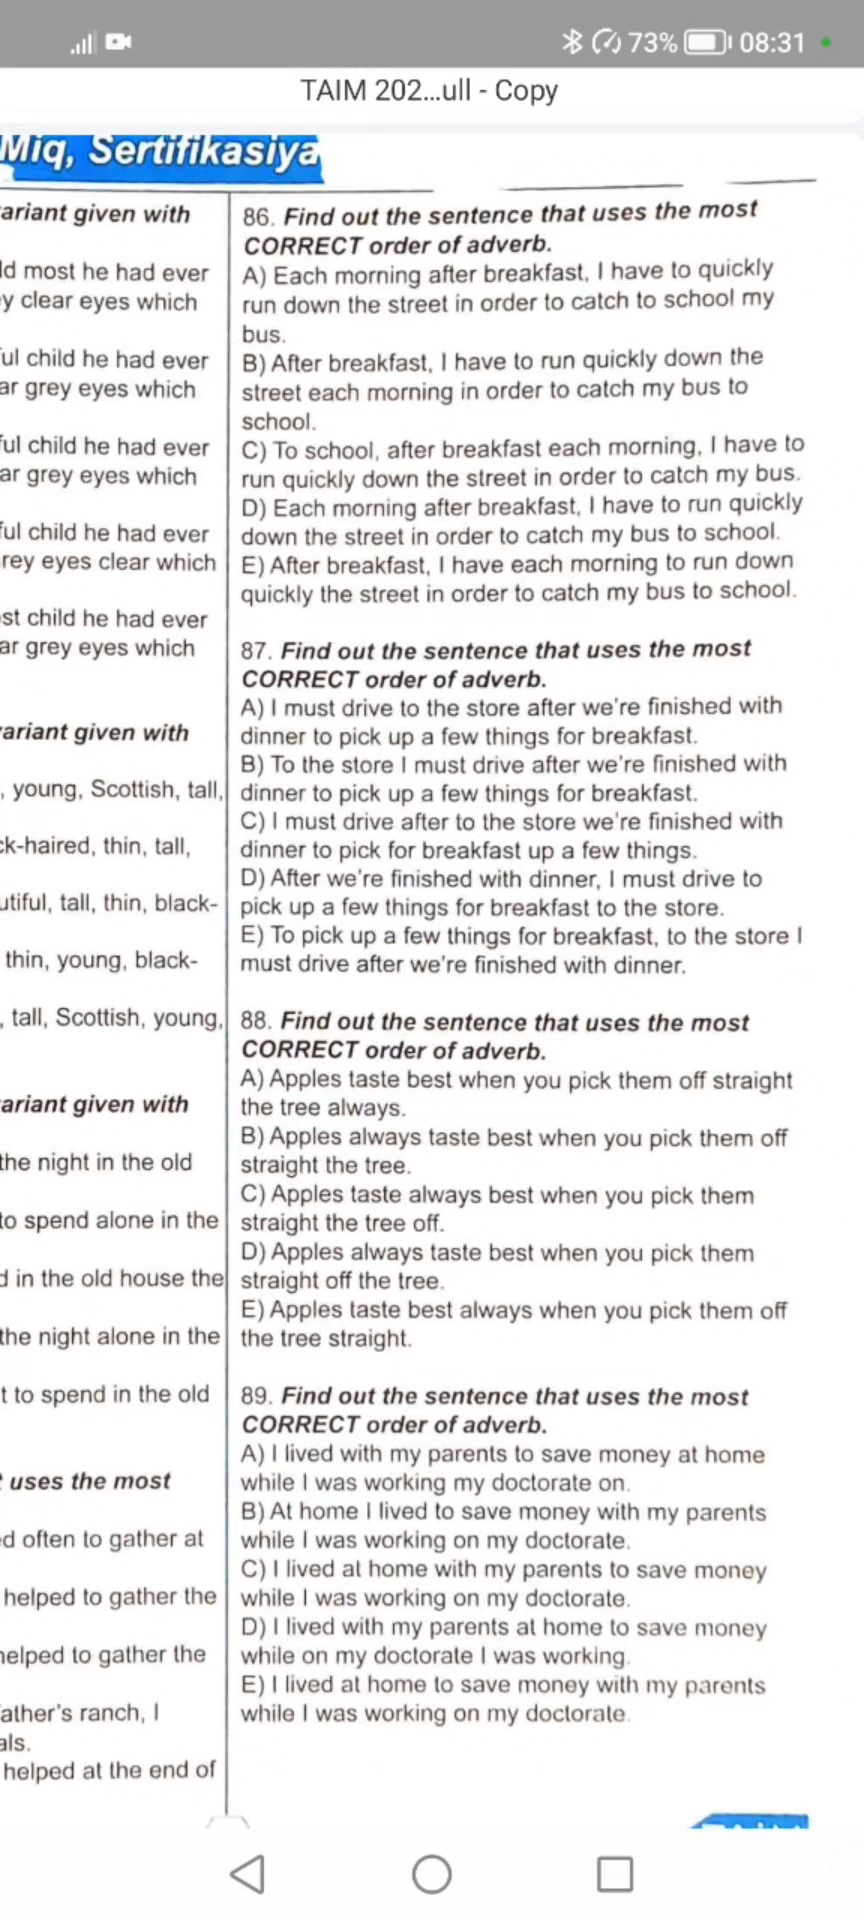 73% 08:31
TAIM 202...ull - Copy
Miq, Sertifikasiya
ariant given with
ld most he had ever
y clear eyes which
ful child he had ever
ar grey eyes which
ful child he had ever
ar grey eyes which
ful child he had ever
rey eyes clear which
st child he had ever
ar grey eyes which
ariant given with
, young, Scottish, tall,
ck-haired, thin, tall,
utiful, tall, thin, black-
thin, young, black-
, tall, Scottish, young,
ariant given with
the night in the old
to spend alone in the
d in the old house the
the night alone in the
t to spend in the old
uses the most
ed often to gather at
helped to gather the
helped to gather the
ather's ranch, I
als.
helped at the end of
86. Find out the sentence that uses the most
CORRECT order of adverb.
A) Each morning after breakfast, I have to quickly
run down the street in order to catch to school my
bus.
B) After breakfast, I have to run quickly down the
street each morning in order to catch my bus to
school.
C) To school, after breakfast each morning, I have to
run quickly down the street in order to catch my bus.
D) Each morning after breakfast, I have to run quickly
down the street in order to catch my bus to school.
E) After breakfast, I have each morning to run down
quickly the street in order to catch my bus to school.
87. Find out the sentence that uses the most
CORRECT order of adverb.
A) I must drive to the store after we're finished with
dinner to pick up a few things for breakfast.
B) To the store I must drive after we're finished with
dinner to pick up a few things for breakfast.
C) I must drive after to the store we're finished with
dinner to pick for breakfast up a few things.
D) After we're finished with dinner, I must drive to
pick up a few things for breakfast to the store.
E) To pick up a few things for breakfast, to the store I
must drive after we're finished with dinner.
88. Find out the sentence that uses the most
CORRECT order of adverb.
A) Apples taste best when you pick them off straight
the tree always.
B) Apples always taste best when you pick them off
straight the tree.
C) Apples taste always best when you pick them
straight the tree off.
D) Apples always taste best when you pick them
straight off the tree.
E) Apples taste best always when you pick them off
the tree straight.
89. Find out the sentence that uses the most
CORRECT order of adverb.
A) I lived with my parents to save money at home
while I was working my doctorate on.
B) At home I lived to save money with my parents
while I was working on my doctorate.
C) I lived at home with my parents to save money
while I was working on my doctorate.
D) I lived with my parents at home to save money
while on my doctorate I was working.
E) I lived at home to save money with my parents
while I was working on my doctorate.